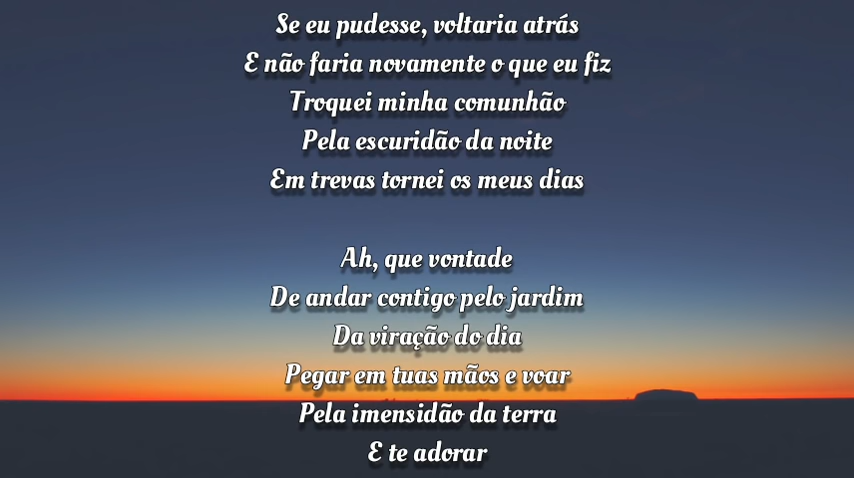 Se eu pudesse, voltaria atrás
E não faria novamente o que eu fiz
Troquei minha comunhão
Pela escuridão da noite
Em trevas tornei os meus dias
Ah, que vontade
De andar contigo pelo jardim
Da viração do dia
Pegar em tuas mãos e voar
Pela imensidão da terra
E te adorar